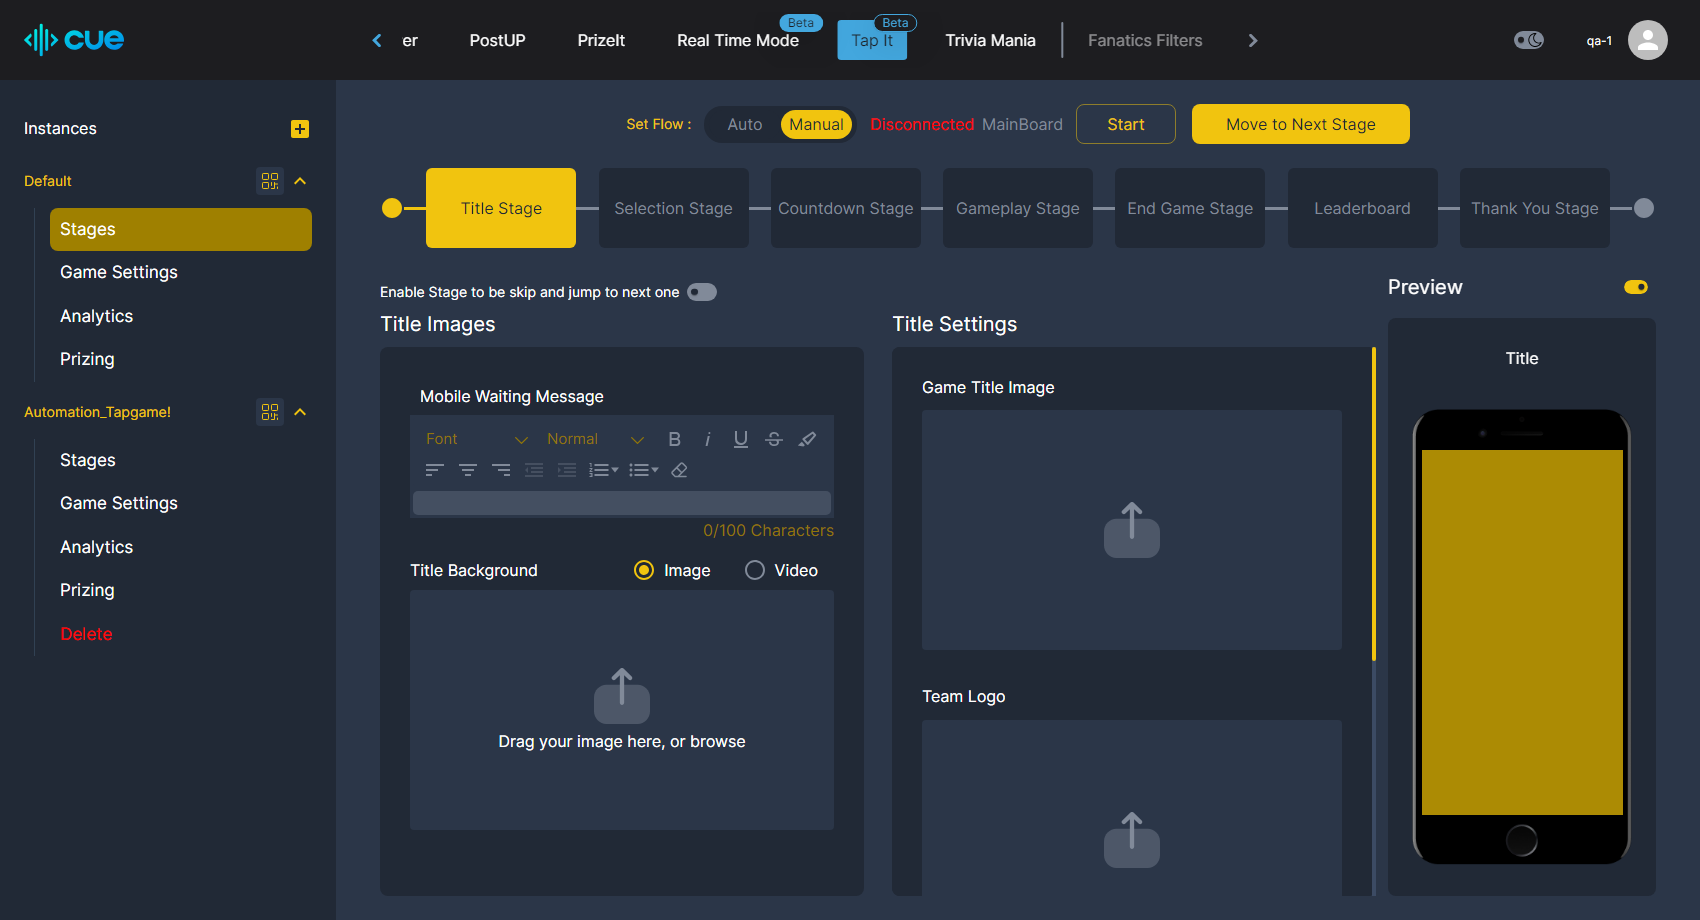 cue
er
PostUP
PrizeIt
Real Time Mode
Beta
Tap It
Beta
Trivia Mania
Fanatics Filters
qa-1
Instances
Default
Stages
Game Settings
Analytics
Prizing
Automation_Tapgame!
Stages
Game Settings
Analytics
Prizing
Delete
Set Flow :
Auto
Manual
Disconnected MainBoard
Start
Move to Next Stage
Title Stage
Selection Stage
Countdown Stage
Gameplay Stage
End Game Stage
Leaderboard
Thank You Stage
Enable Stage to be skip and jump to next one
Title Images
Mobile Waiting Message
Font
Normal
B
i
U
S
0/100 Characters
Title Background
Image
Video
Drag your image here, or browse
Title Settings
Game Title Image
Team Logo
Preview
Title